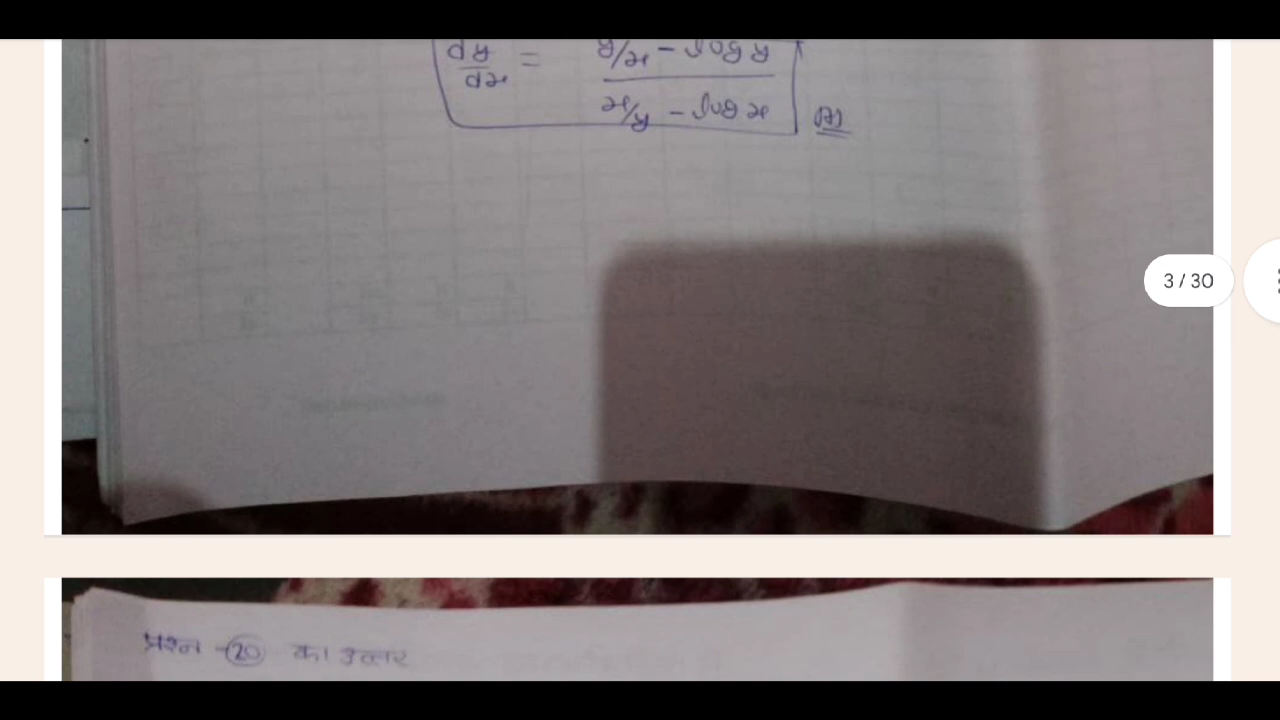 dy/dx = y/x - log y / x/y - log x
3 / 30
प्रश्न - 20 का उत्तर